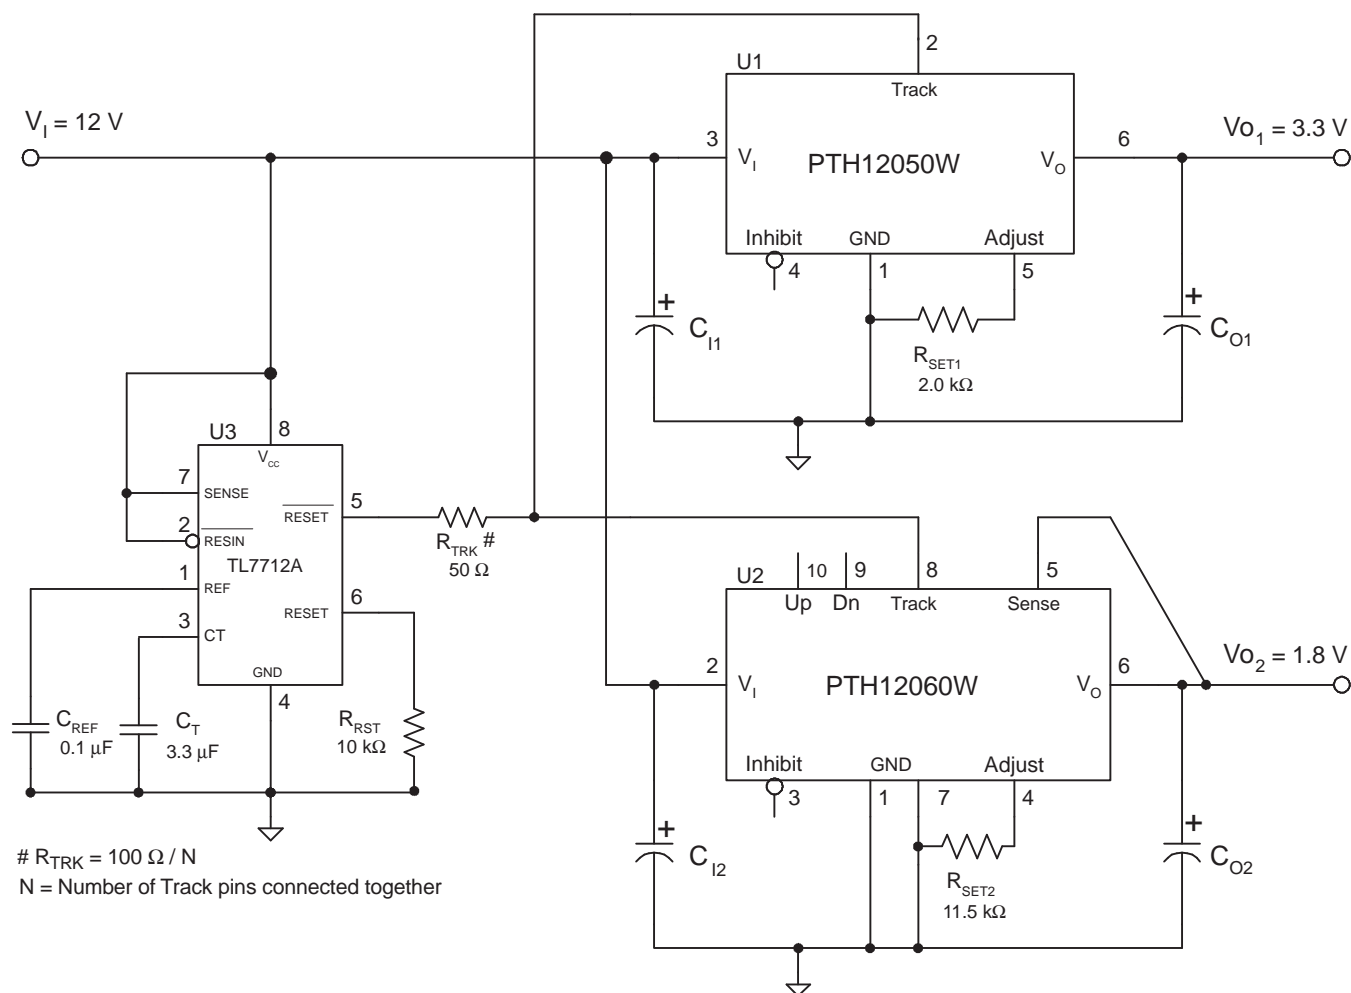 2
U1
Track
V_I = 12 V
3
6
Vo_1 = 3.3 V
V_I
PTH12050W
V_O
Inhibit
GND
Adjust
4
1
5
+
C_I1
+
C_O1
R_SET1
2.0 kΩ
U3
8
V_CC
7
SENSE
5
RESET
2
RESIN
R_TRK #
50 Ω
TL7712A
1
REF
6
RESET
3
CT
GND
4
C_REF
0.1 µF
C_T
3.3 µF
R_RST
10 kΩ
U2
10
9
8
5
Up
Dn
Track
Sense
2
6
Vo_2 = 1.8 V
V_I
PTH12060W
V_O
Inhibit
GND
Adjust
3
1
7
4
+
C_I2
+
C_O2
R_SET2
11.5 kΩ
# R_TRK = 100 Ω / N
N = Number of Track pins connected together